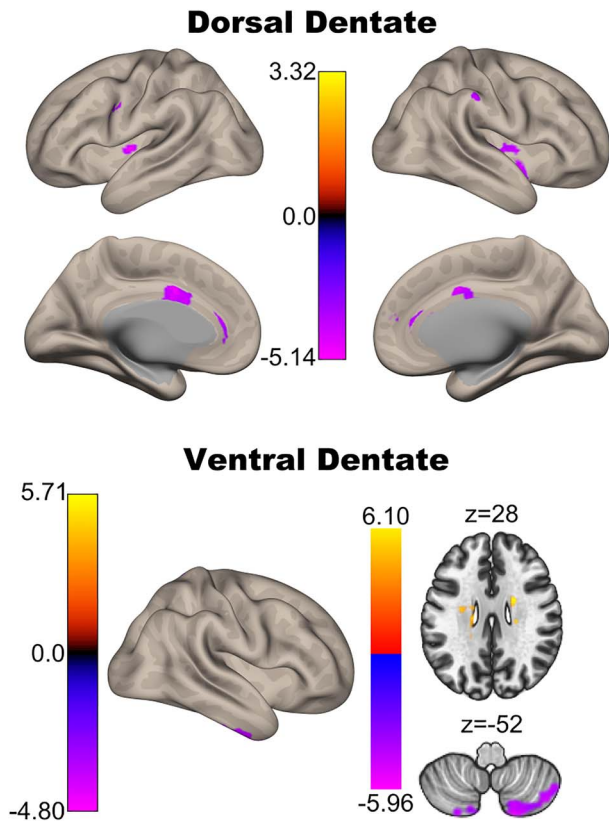 Dorsal Dentate
3.32
0.0
-5.14
Ventral Dentate
5.71
0.0
-4.80
6.10
-5.96
z=28
z=-52